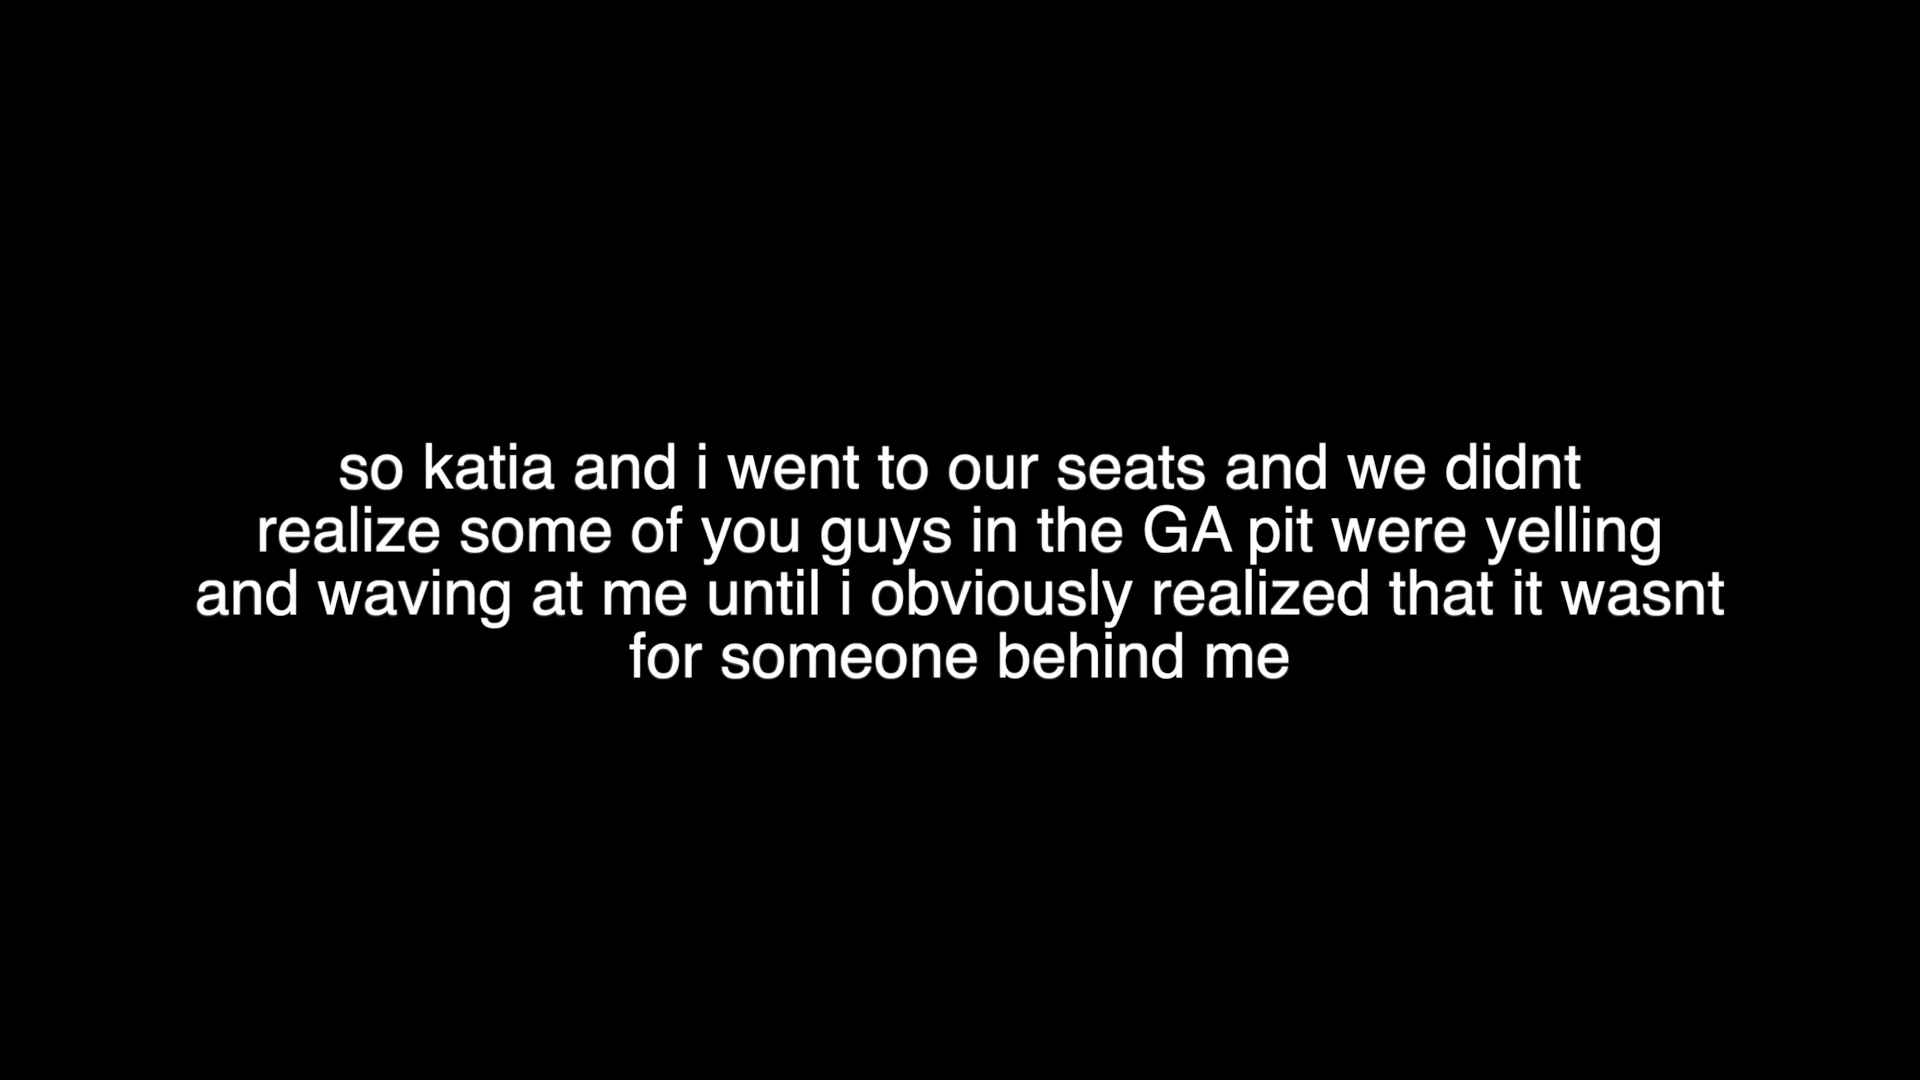 so katia and i went to our seats and we didnt
realize some of you guys in the GA pit were yelling
and waving at me until i obviously realized that it wasnt
for someone behind me